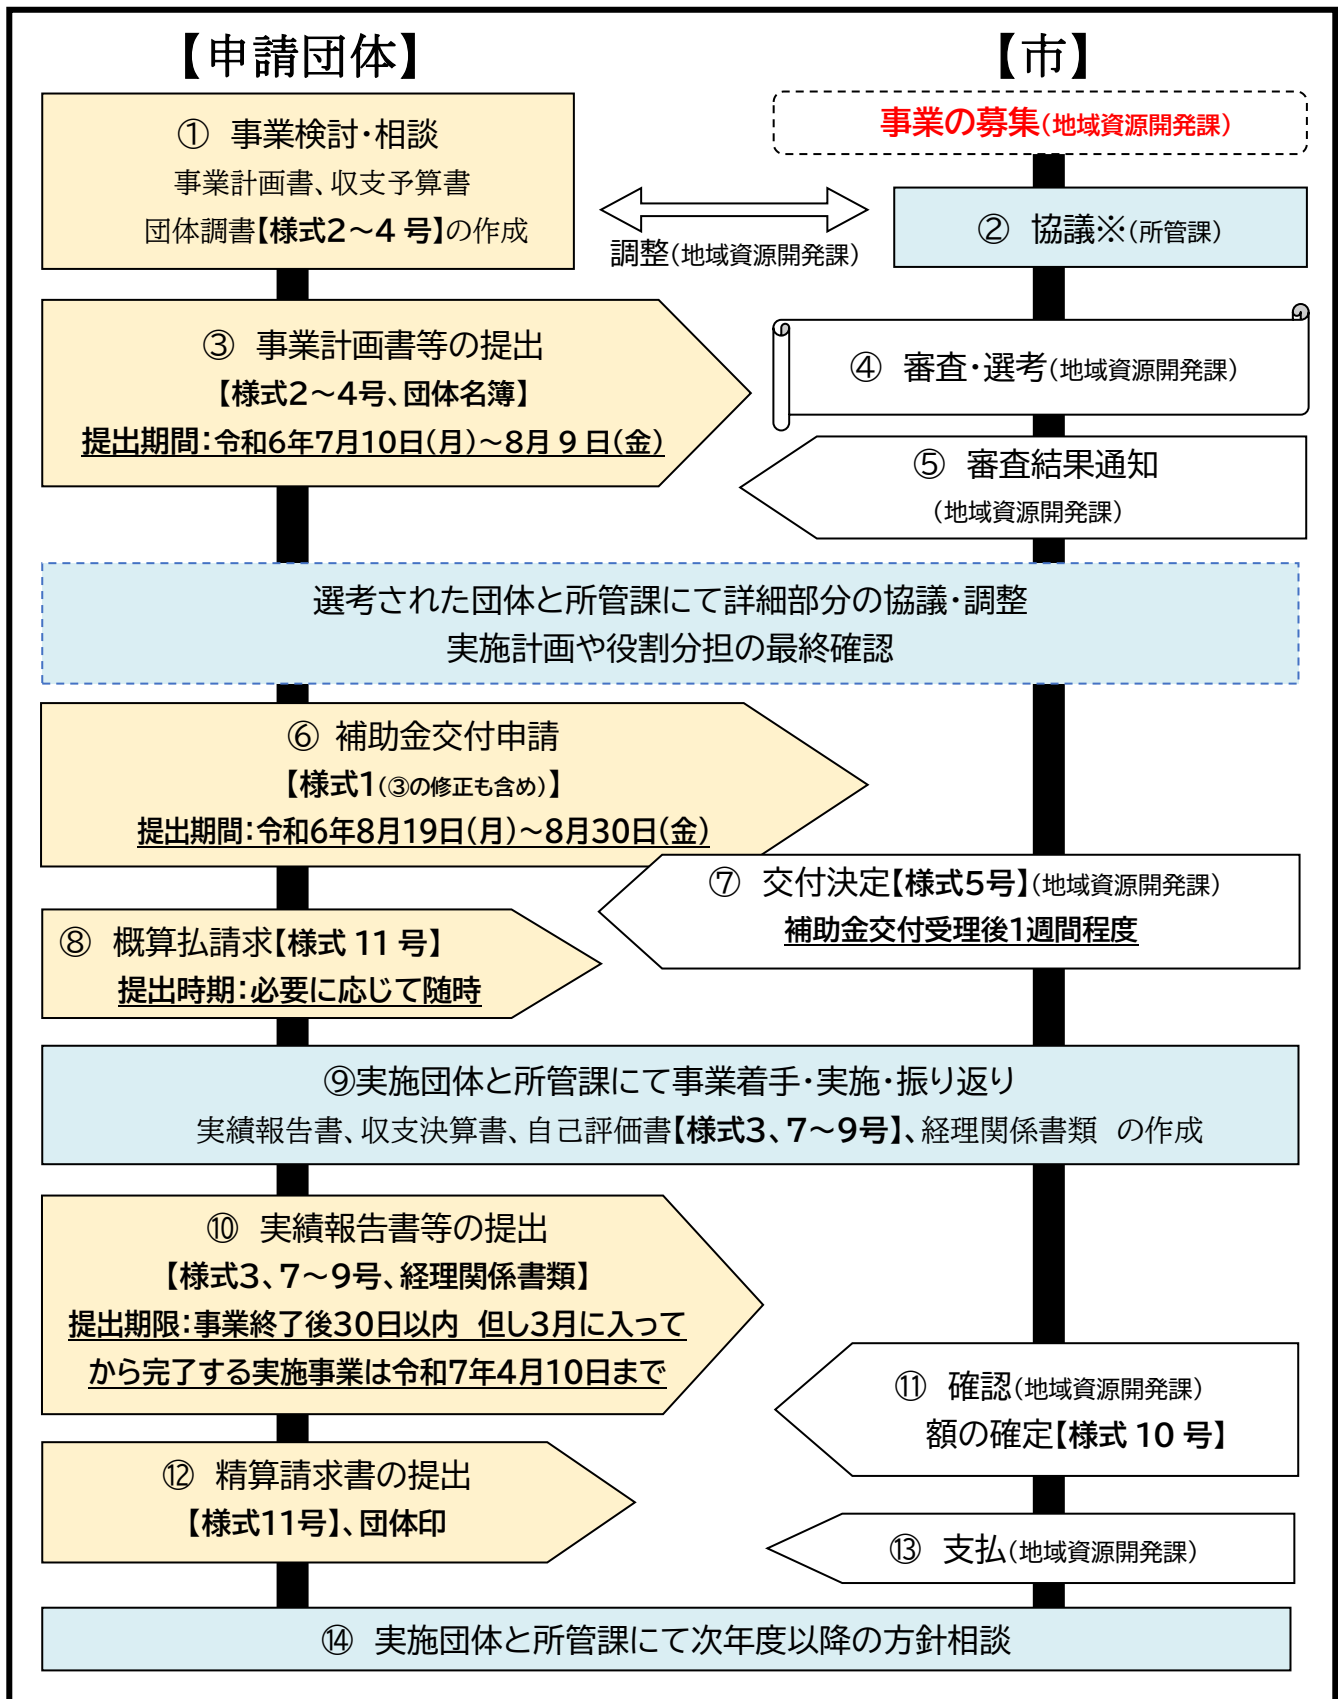 【申請団体】
【市】
事業の募集(地域資源開発課)
① 事業検討・相談
事業計画書、収支予算書
団体調書【様式2～4号】の作成
調整(地域資源開発課)
② 協議※(所管課)
③ 事業計画書等の提出
【様式2～4号、団体名簿】
提出期間:令和6年7月10日(月)～8月9日(金)
④ 審査・選考(地域資源開発課)
⑤ 審査結果通知
(地域資源開発課)
選考された団体と所管課にて詳細部分の協議・調整
実施計画や役割分担の最終確認
⑥ 補助金交付申請
【様式1(③の修正も含め)】
提出期間:令和6年8月19日(月)～8月30日(金)
⑦ 交付決定【様式5号】(地域資源開発課)
補助金交付受理後1週間程度
⑧ 概算払請求【様式11号】
提出時期:必要に応じて随時
⑨実施団体と所管課にて事業着手・実施・振り返り
実績報告書、収支決算書、自己評価書【様式3、7～9号】、経理関係書類 の作成
⑩ 実績報告書等の提出
【様式3、7～9号、経理関係書類】
提出期限:事業終了後30日以内 但し3月に入って
から完了する実施事業は令和7年4月10日まで
⑪ 確認(地域資源開発課)
額の確定【様式10号】
⑫ 精算請求書の提出
【様式11号】、団体印
⑬ 支払(地域資源開発課)
⑭ 実施団体と所管課にて次年度以降の方針相談